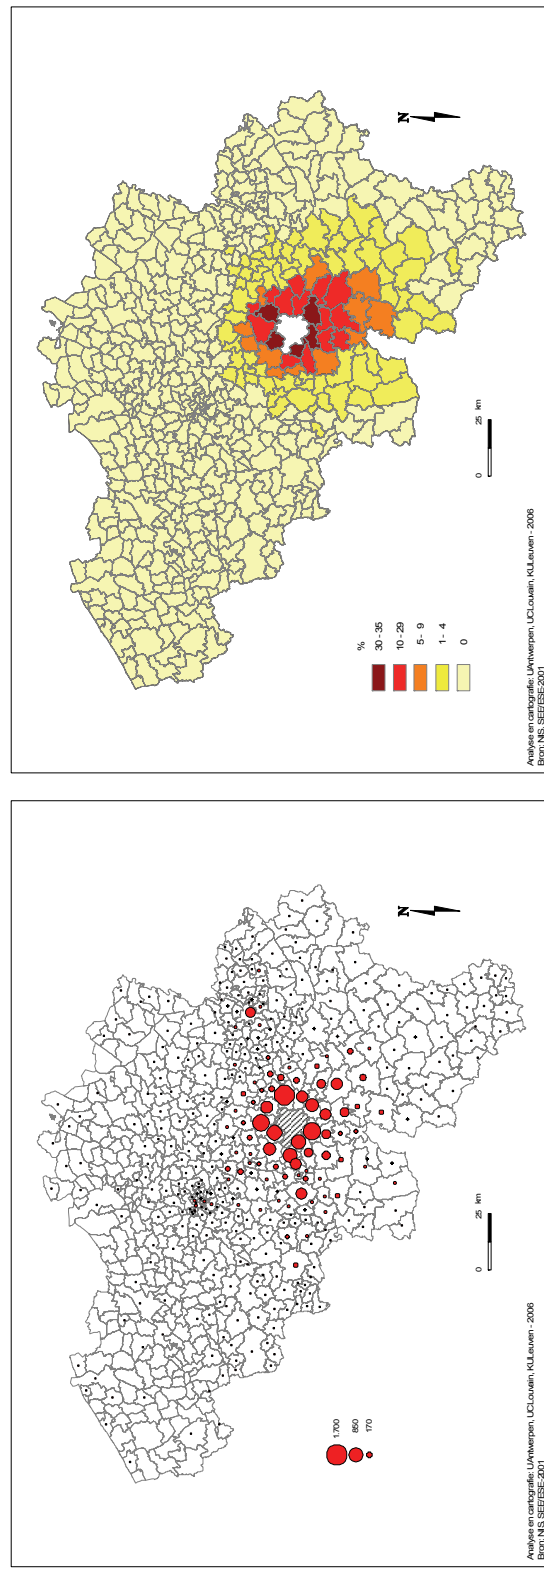 N
%
30 - 35
10 - 29
5 - 9
1 - 4
0
0 25 km
Analyse en cartografie: UAntwerpen, UCLouvain, KULeuven - 2006
Bron: NIS, SEE/ESE-2001
N
1.700
850
170
0 25 km
Analyse en cartografie: UAntwerpen, UCLouvain, KULeuven - 2006
Bron: NIS, SEE/ESE-2001